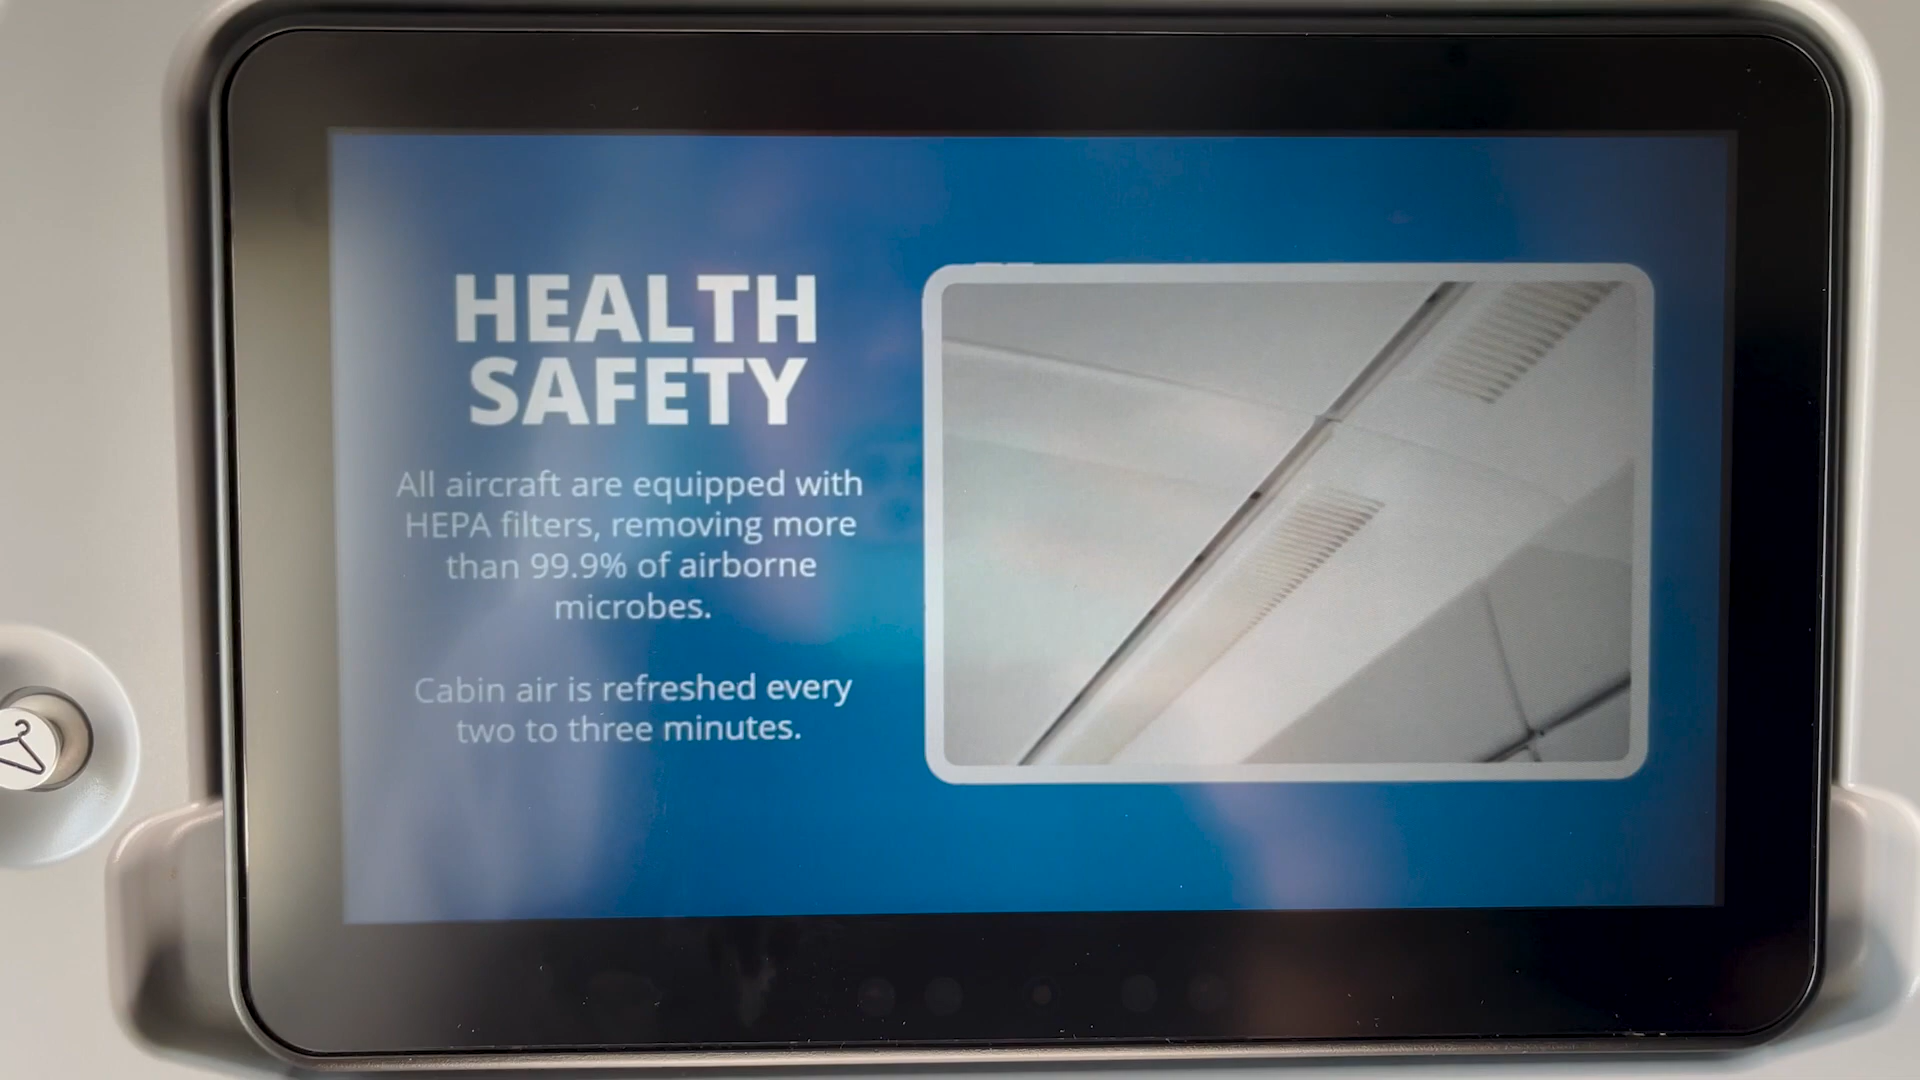 HEALTH
SAFETY
All aircraft are equipped with
HEPA filters, removing more
than 99.9% of airborne
microbes.
Cabin air is refreshed every
two to three minutes.